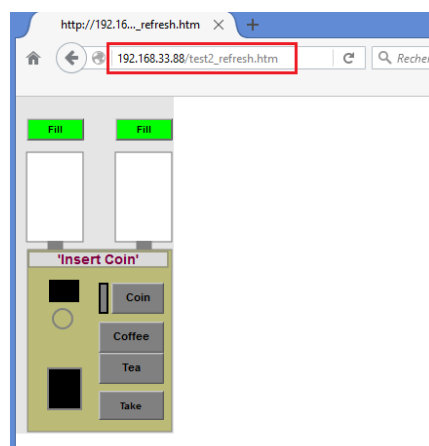 http://192.16..._refresh.htm
192.168.33.88/test2_refresh.htm
Recher
Fill Fill
'Insert Coin'
Coin
Coffee
Tea
Take